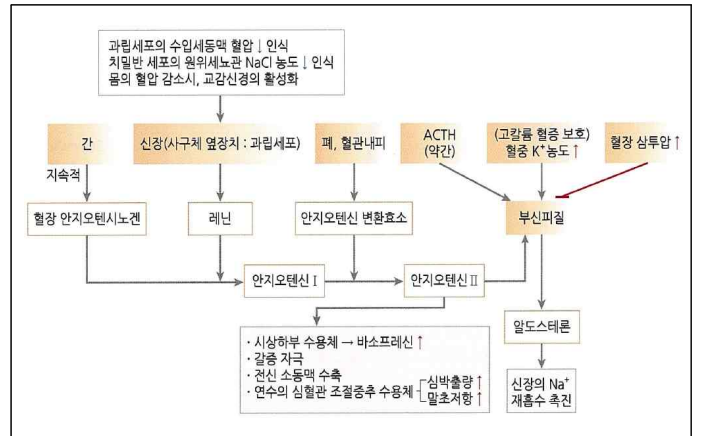 과립세포의 수입세동맥 혈압↓ 인식
치밀반 세포의 원위세뇨관 NaCl 농도↓ 인식
몸의 혈압 감소시, 교감신경의 활성화
간
신장(사구체 옆장치 : 과립세포)
폐, 혈관내피
ACTH
(약간)
(고칼륨 혈증 보호)
혈중 K⁺농도↑
혈장 삼투압↑
지속적
혈장 안지오텐시노겐
레닌
안지오텐신 변환효소
부신피질
안지오텐신 I
안지오텐신 II
알도스테론
· 시상하부 수용체 → 바소프레신↑
· 갈증 자극
· 전신 소동맥 수축
· 연수의 심혈관 조절중추 수용체
심박출량↑
말초저항↑
신장의 Na⁺
재흡수 촉진